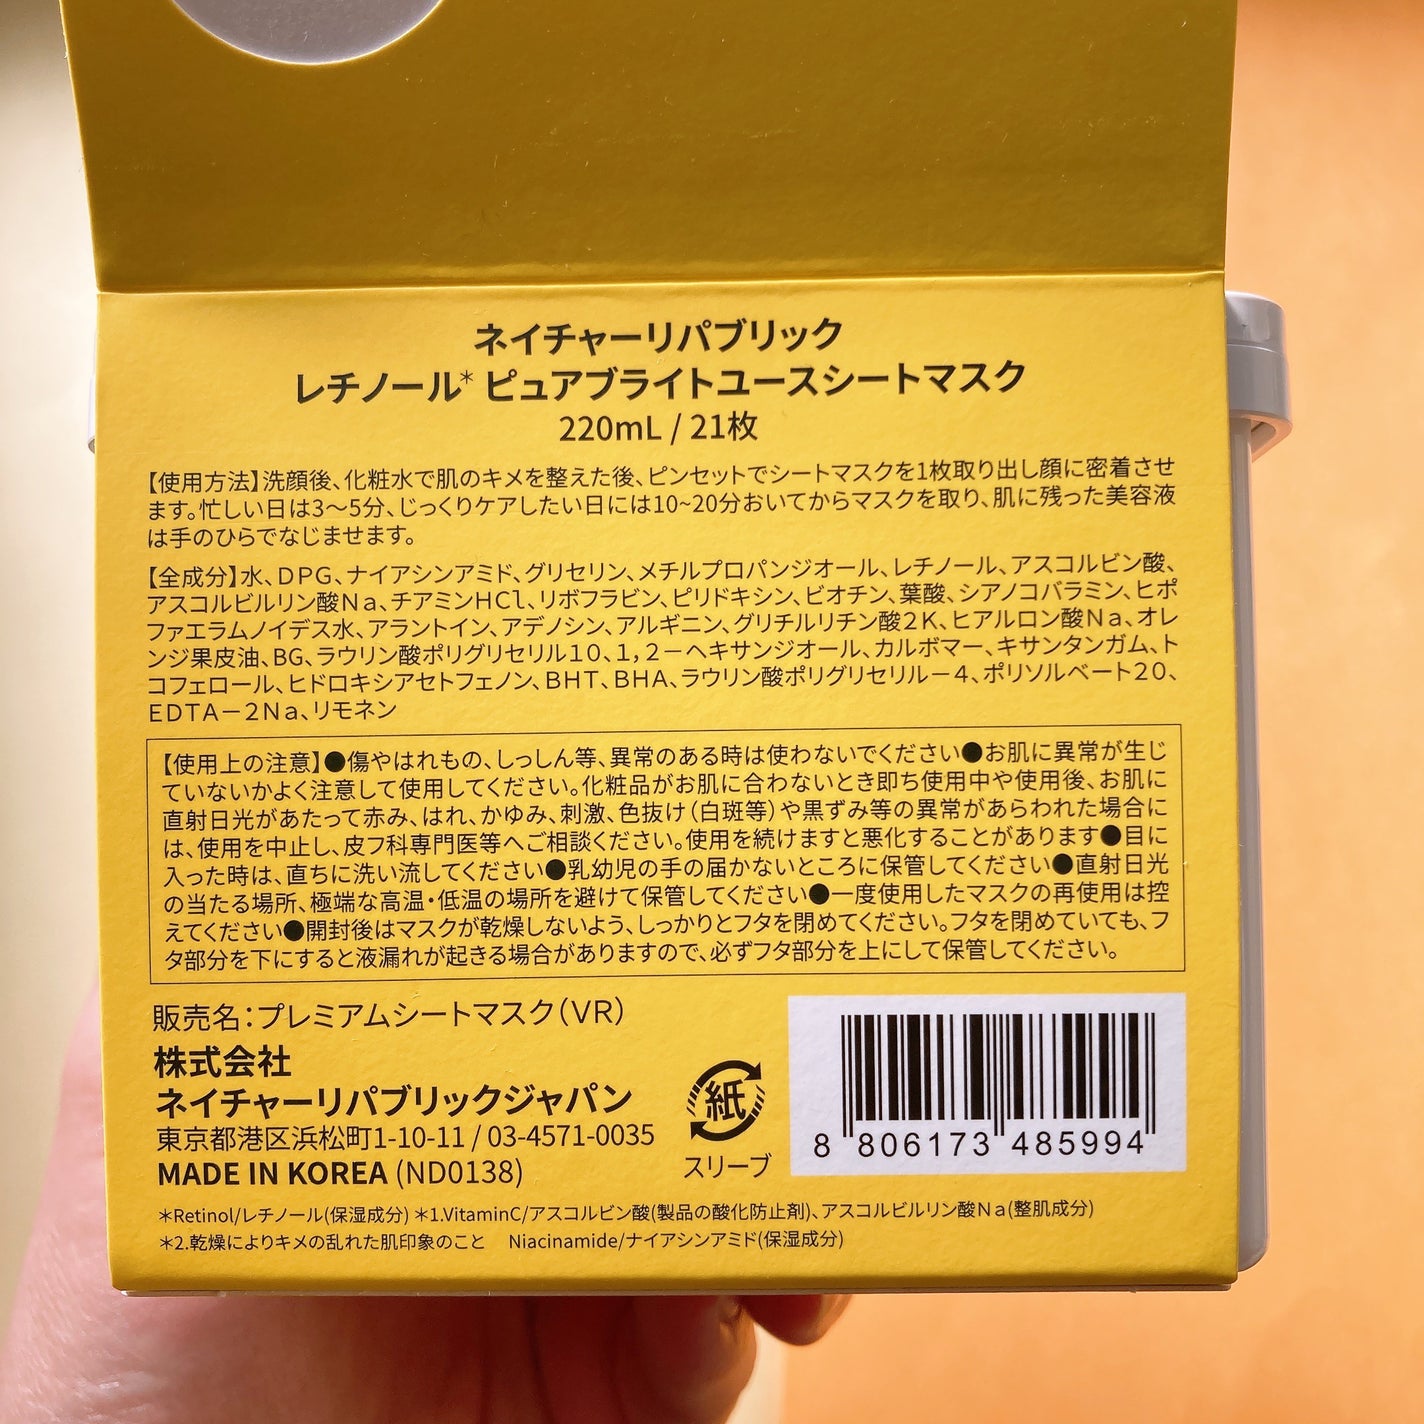 ネイチャーリパブリック
レチノール* ピュアブライトユースシートマスク
220mL / 21枚
【使用方法】洗顔後、化粧水で肌のキメを整えた後、ピンセットでシートマスクを1枚取り出し顔に密着させ
ます。忙しい日は3〜5分、じっくりケアしたい日には10~20分おいてからマスクを取り、肌に残った美容液
は手のひらでなじませます。
【全成分】水、DPG、ナイアシンアミド、グリセリン、メチルプロパンジオール、レチノール、アスコルビン酸、
アスコルビルリン酸Na、チアミンHCl、リボフラビン、ピリドキシン、ビオチン、葉酸、シアノコバラミン、ヒポ
ファエラムノイデス水、アラントイン、アデノシン、アルギニン、グリチルリチン酸2K、ヒアルロン酸Na、オレ
ンジ果皮油、BG、ラウリン酸ポリグリセリル10、1,2－ヘキサンジオール、カルボマー、キサンタンガム、ト
コフェロール、ヒドロキシアセトフェノン、BHT、BHA、ラウリン酸ポリグリセリル－4、ポリソルベート20、
EDTA－2Na、リモネン
【使用上の注意】●傷やはれもの、しっしん等、異常のある時は使わないでください●お肌に異常が生じ
ていないかよく注意して使用してください。化粧品がお肌に合わないとき即ち使用中や使用後、お肌に
直射日光があたって赤み、はれ、かゆみ、刺激、色抜け（白斑等）や黒ずみ等の異常があらわれた場合に
は、使用を中止し、皮フ科専門医等へご相談ください。使用を続けますと悪化することがあります●目に
入った時は、直ちに洗い流してください●乳幼児の手の届かないところに保管してください●直射日光
の当たる場所、極端な高温・低温の場所を避けて保管してください●一度使用したマスクの再使用は控
えてください●開封後はマスクが乾燥しないよう、しっかりとフタを閉めてください。フタを閉めていても、フ
タ部分を下にすると液漏れが起きる場合がありますので、必ずフタ部分を上にして保管してください。
販売名：プレミアムシートマスク（VR）
株式会社
ネイチャーリパブリックジャパン
東京都港区浜松町1-10-11 / 03-4571-0035
MADE IN KOREA (ND0138)
紙
スリーブ
8 806173 485994
＊Retinol/レチノール(保湿成分) ＊1.VitaminC/アスコルビン酸(製品の酸化防止剤)、アスコルビルリン酸Na(整肌成分)
＊2.乾燥によりキメの乱れた肌印象のこと Niacinamide/ナイアシンアミド(保湿成分)